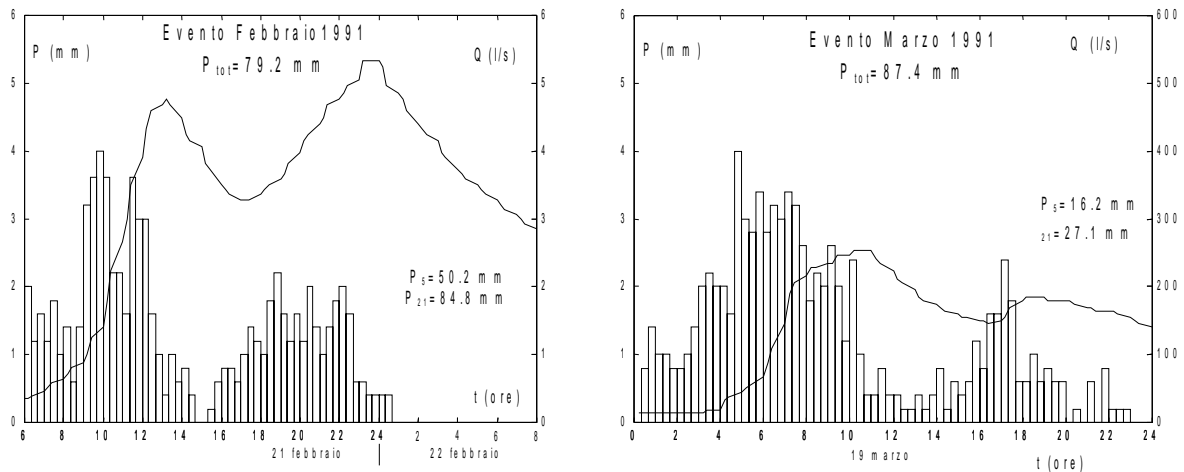 Evento Febbraio 1991
P tot=79.2 mm
P (mm)
Q (l/s)
6
5
4
3
2
1
0
6
5
4
3
2
1
0
P 5=50.2 mm
P 21=84.8 mm
t (ore)
6 8 10 12 14 16 18 20 22 24 2 4 6 8
21 febbraio | 22 febbraio
Evento Marzo 1991
P tot=87.4 mm
P (mm)
Q (l/s)
6
5
4
3
2
1
0
600
500
400
300
200
100
0
P 5=16.2 mm
21=27.1 mm
0 2 4 6 8 10 12 14 16 18 20 22 24
19 marzo
t (ore)